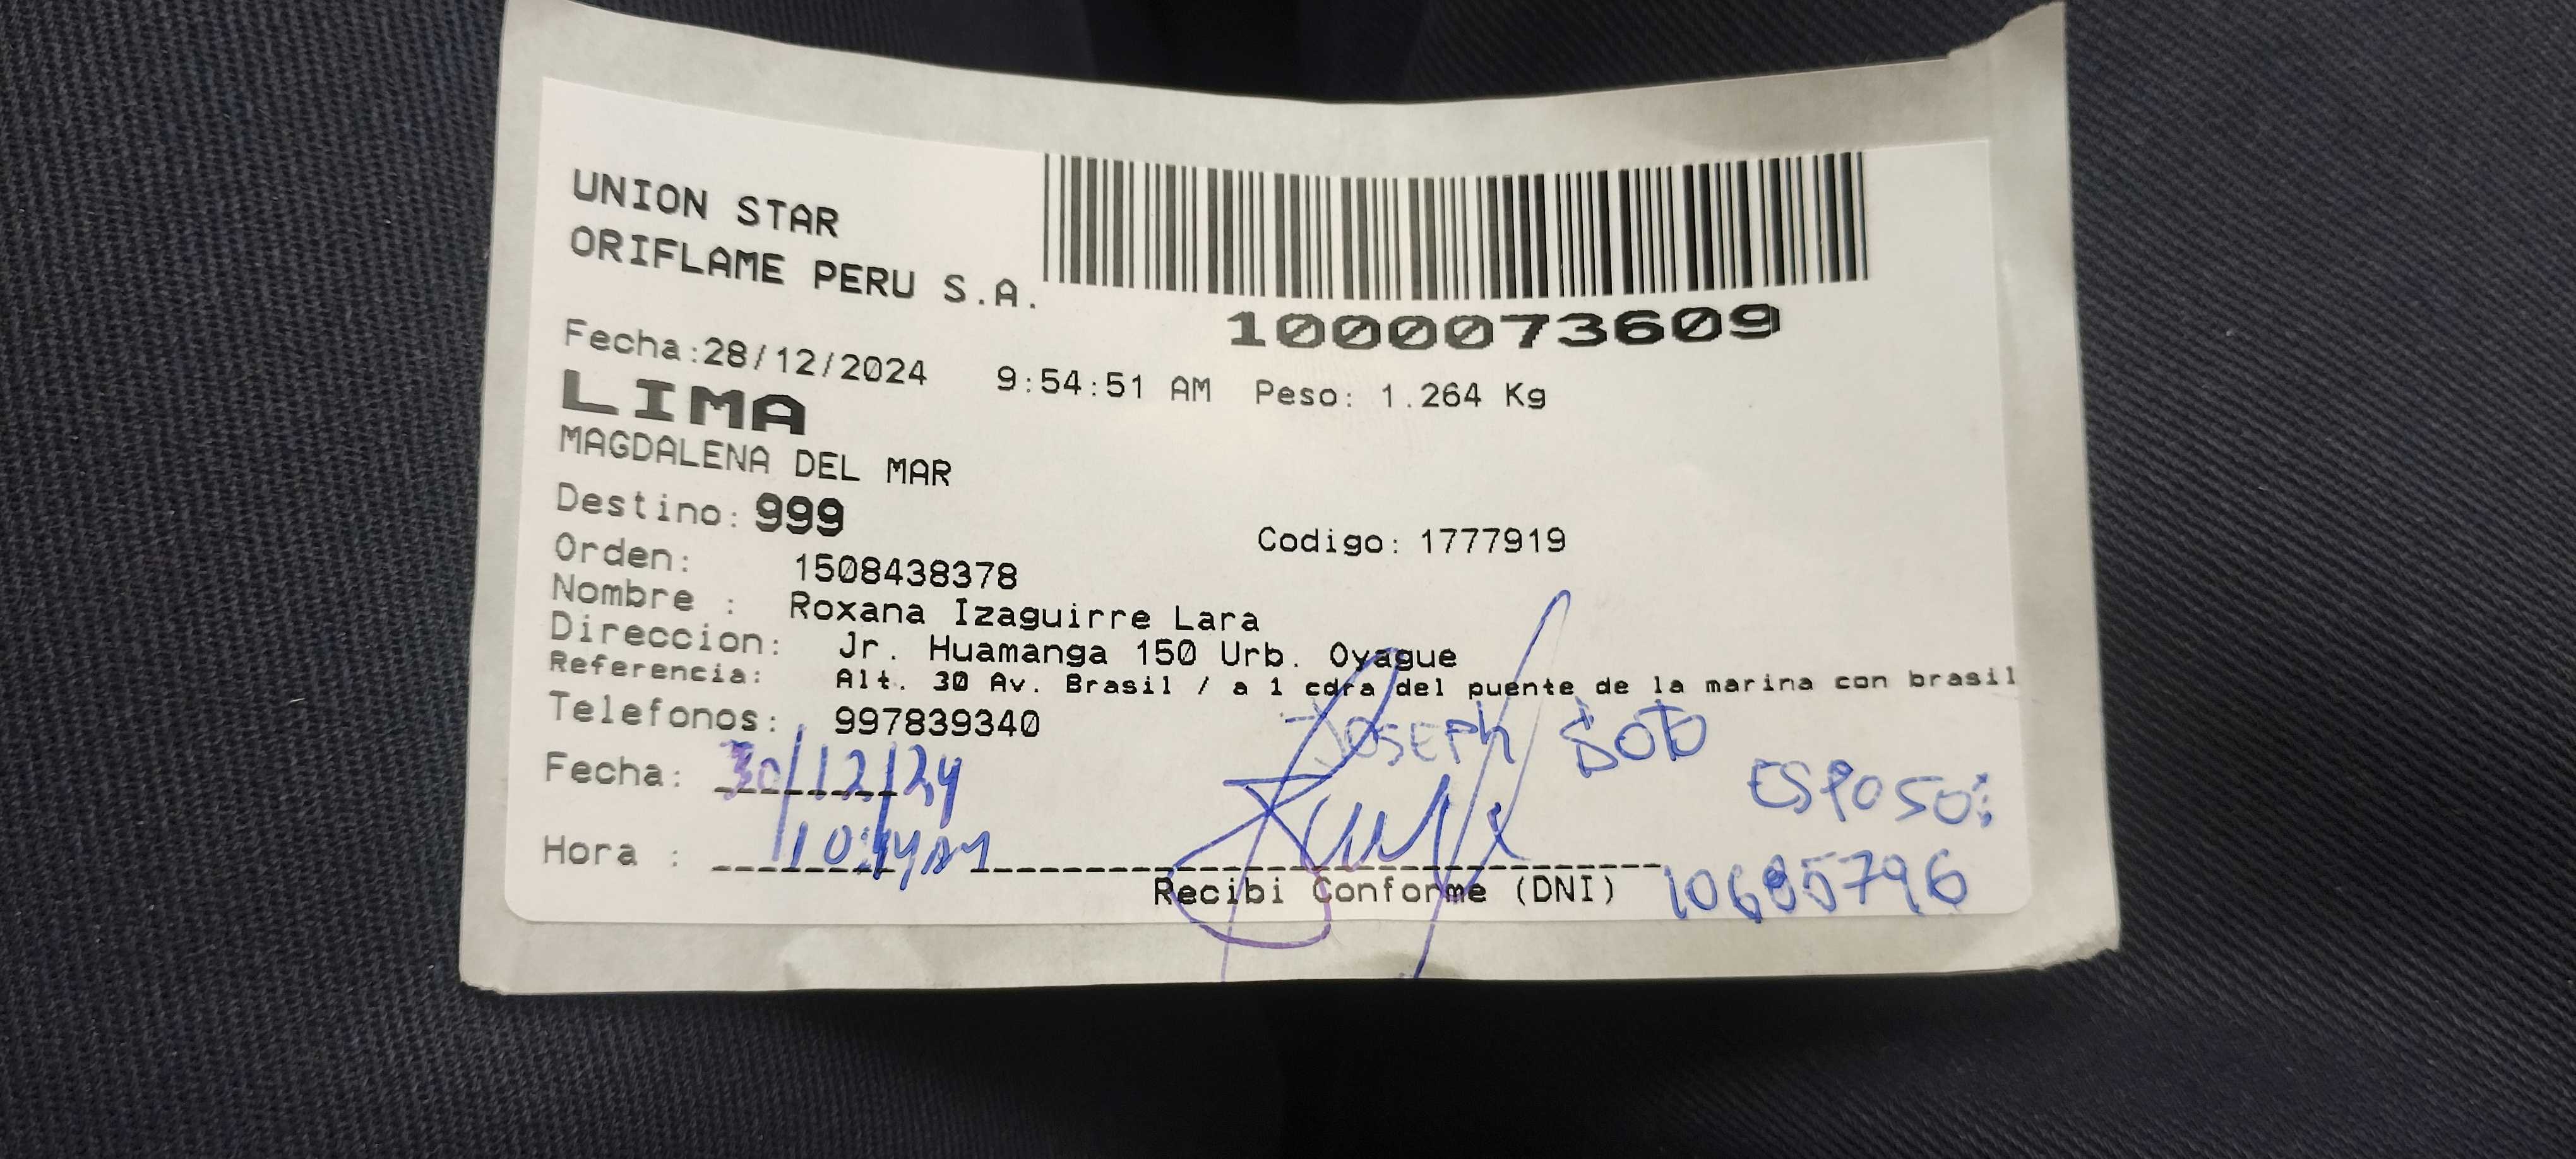 UNION STAR
ORIFLAME PERU S.A.
1000073609
Fecha:28/12/2024 9:54:51 AM Peso: 1.264 Kg
LIMA
MAGDALENA DEL MAR
Destino: 999
Codigo: 1777919
Orden: 1508438378
Nombre : Roxana Izaguirre Lara
Direccion: Jr. Huamanga 150 Urb. Oyague
Referencia: Alt. 30 Av. Brasil / a 1 cdra del puente de la marina con brasil
Telefonos: 997839340
JOSEPH SOTO
Fecha: 30/12/24
ESPOSO:
Hora :
Recibi Conforme (DNI)